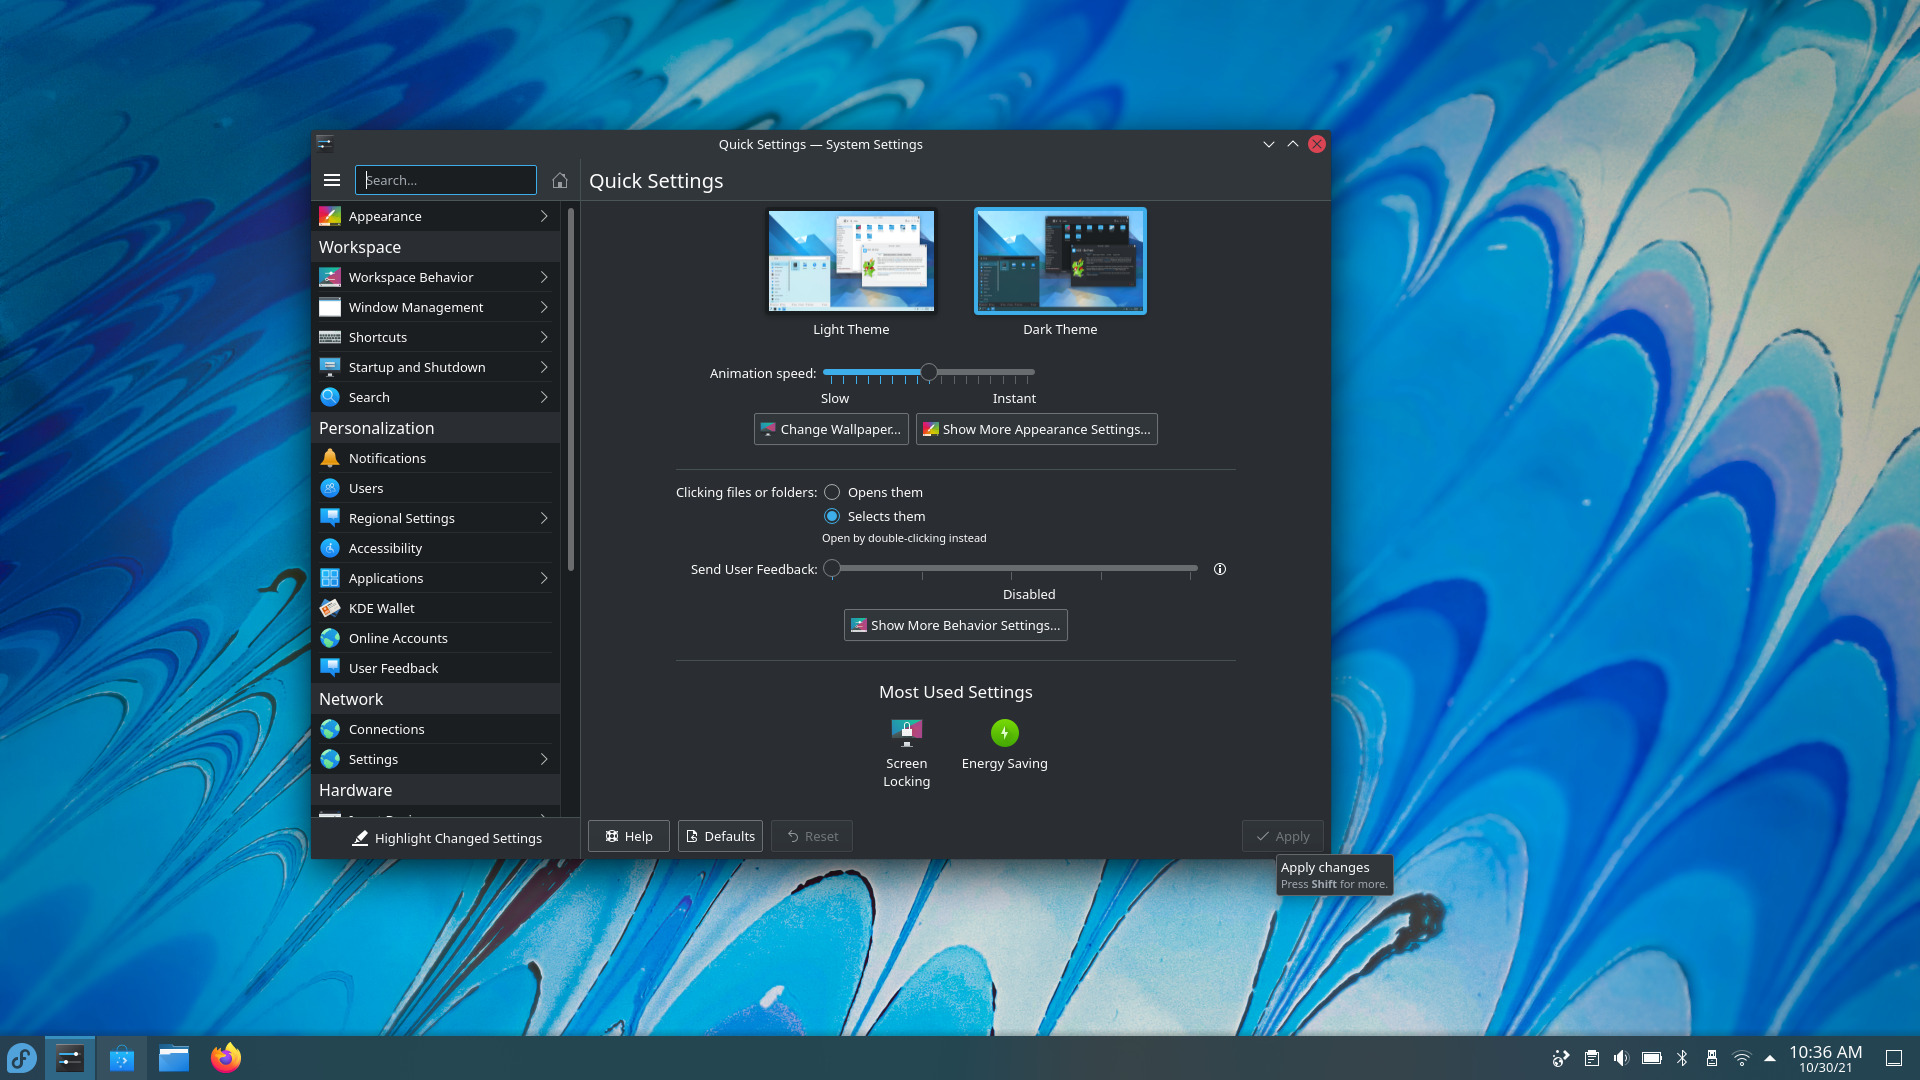 Quick Settings — System Settings
Search...
Quick Settings
Appearance
Workspace
Workspace Behavior
Window Management
Shortcuts
Startup and Shutdown
Search
Personalization
Notifications
Users
Regional Settings
Accessibility
Applications
KDE Wallet
Online Accounts
User Feedback
Network
Connections
Settings
Hardware
Highlight Changed Settings
Light Theme
Dark Theme
Animation speed:
Slow
Instant
Change Wallpaper...
Show More Appearance Settings...
Clicking files or folders:
Opens them
Selects them
Open by double-clicking instead
Send User Feedback:
Disabled
Show More Behavior Settings...
Most Used Settings
Screen
Locking
Energy Saving
Help
Defaults
Reset
Apply
Apply changes
Press Shift for more.
10:36 AM
10/30/21